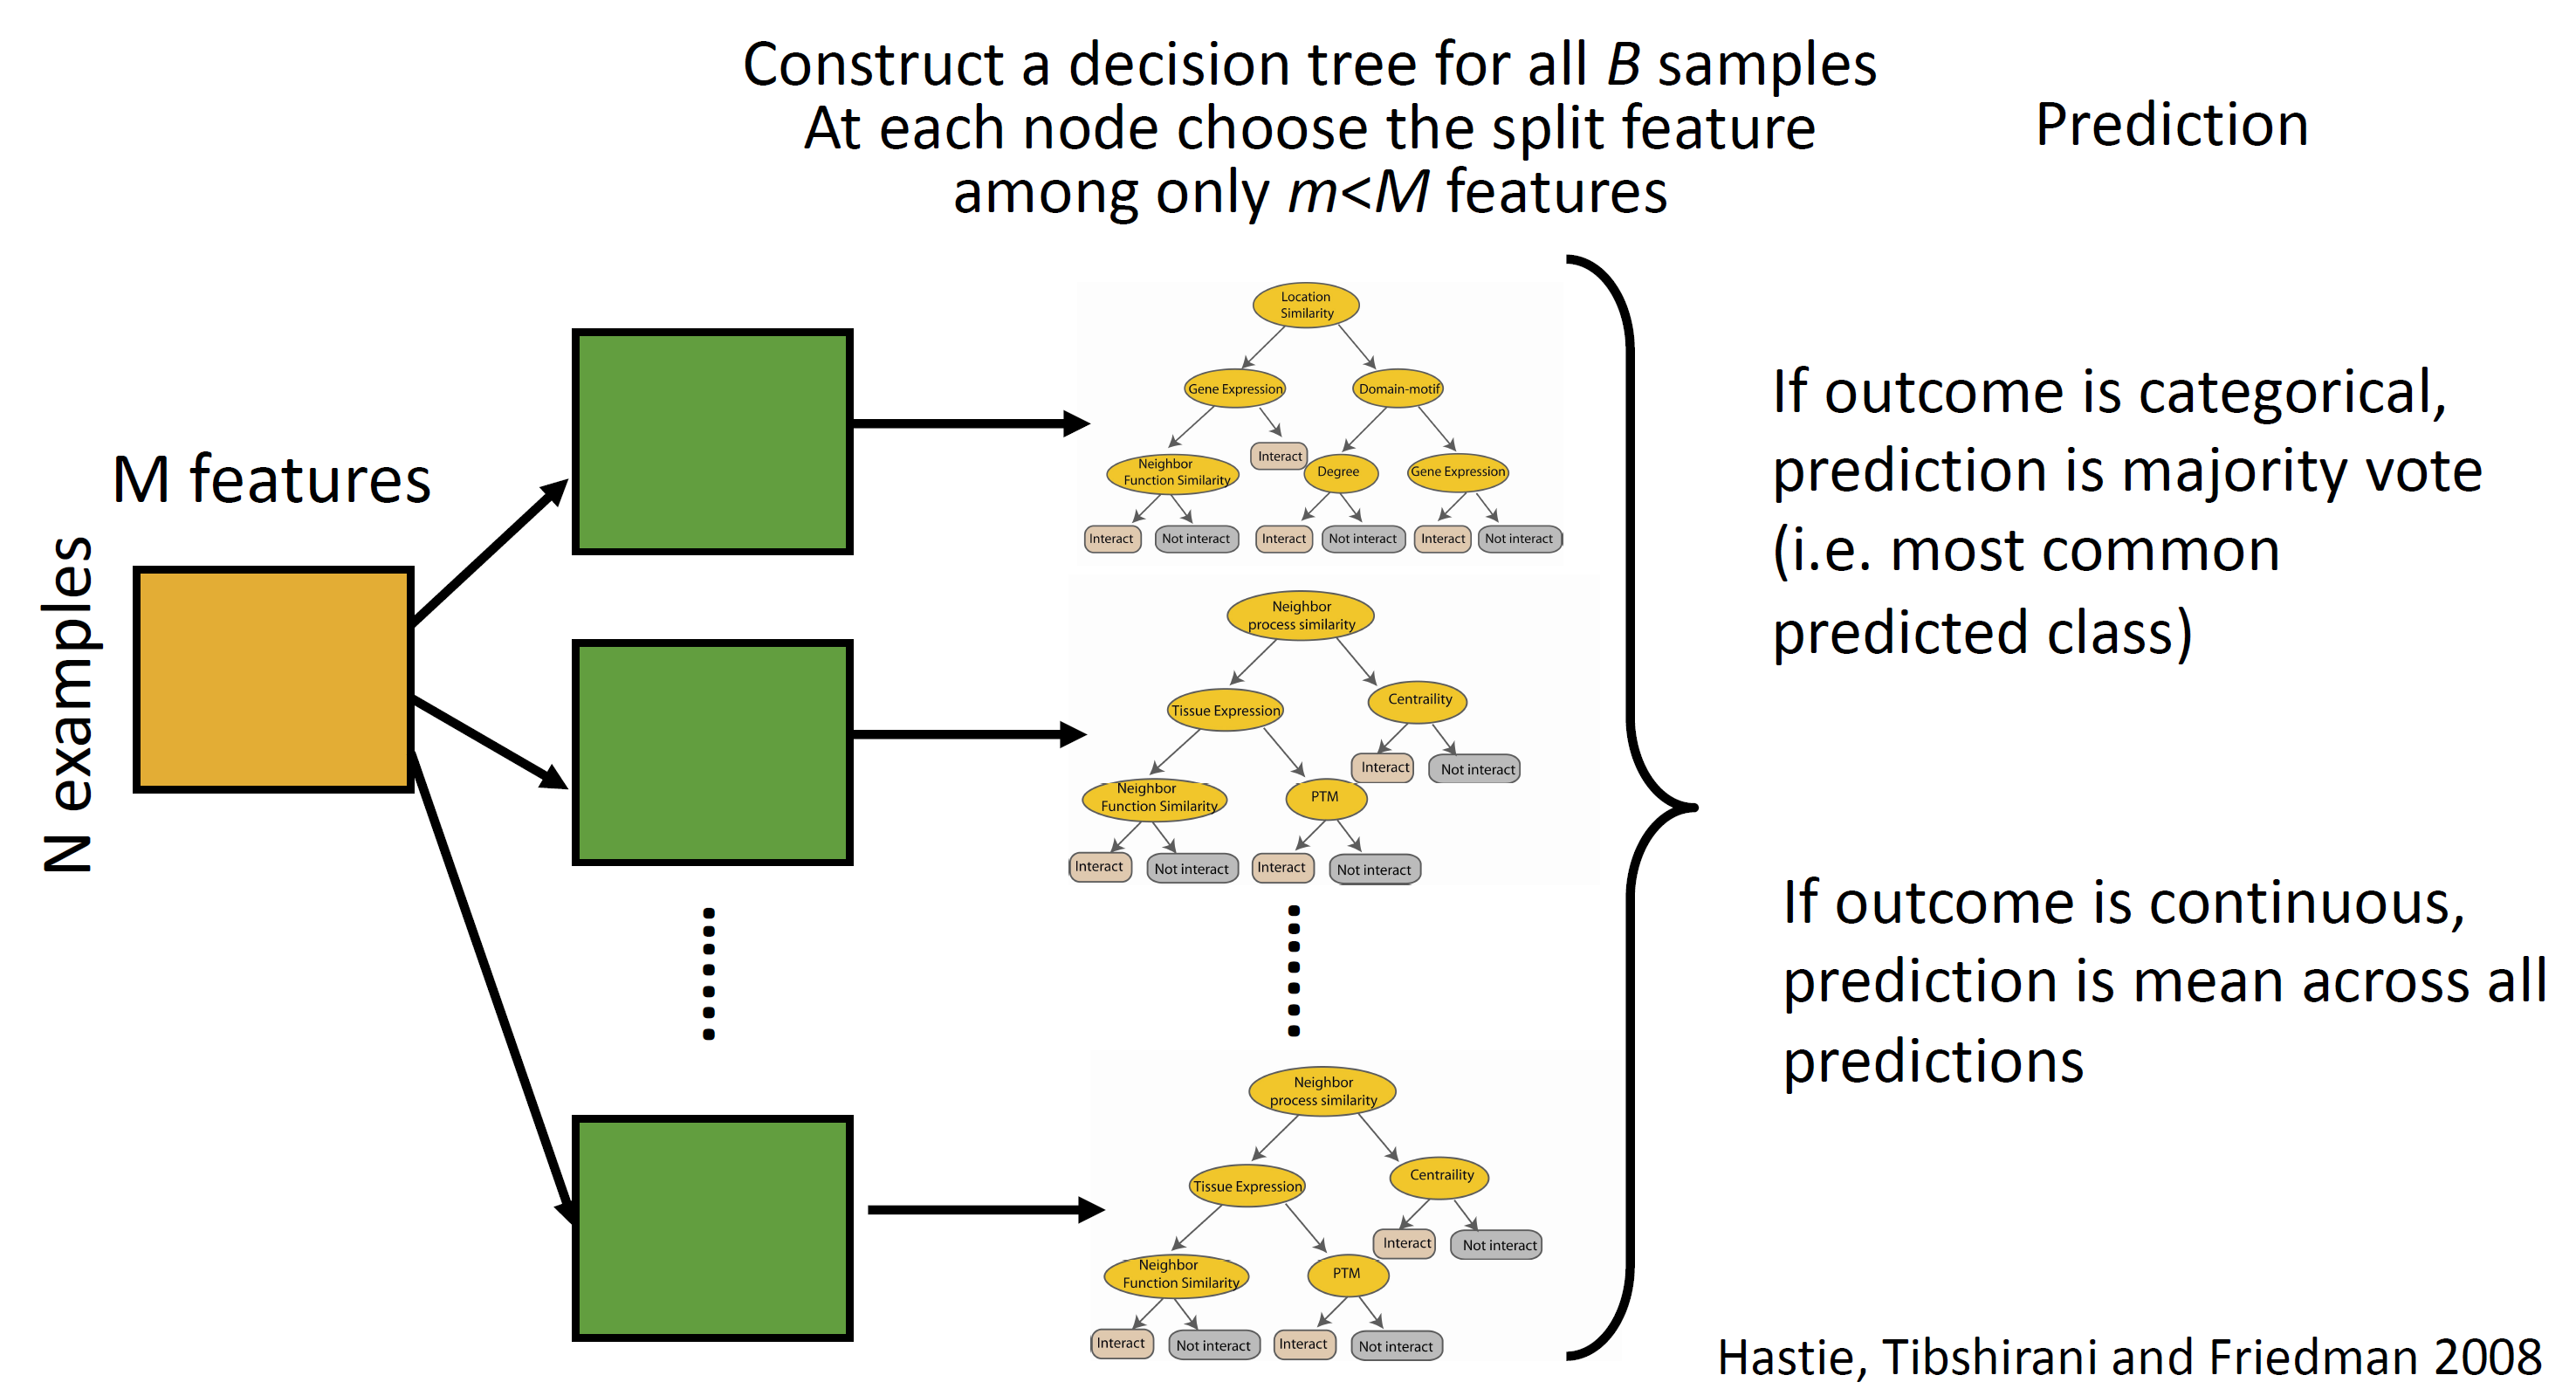 Construct a decision tree for all B samples
At each node choose the split feature
among only m<M features
Prediction
M features
N examples
Location
Similarity
Gene Expression
Domain-motif
Neighbor
Function Similarity
Interact
Degree
Gene Expression
Interact
Not interact
Interact
Not interact
Interact
Not interact
Neighbor
process similarity
Tissue Expression
Centraility
Interact
Not interact
Neighbor
Function Similarity
PTM
Interact
Not interact
Interact
Not interact
Neighbor
process similarity
Tissue Expression
Centraility
Interact
Not interact
Neighbor
Function Similarity
PTM
Interact
Not interact
Interact
Not interact
If outcome is categorical,
prediction is majority vote
(i.e. most common
predicted class)
If outcome is continuous,
prediction is mean across all
predictions
Hastie, Tibshirani and Friedman 2008